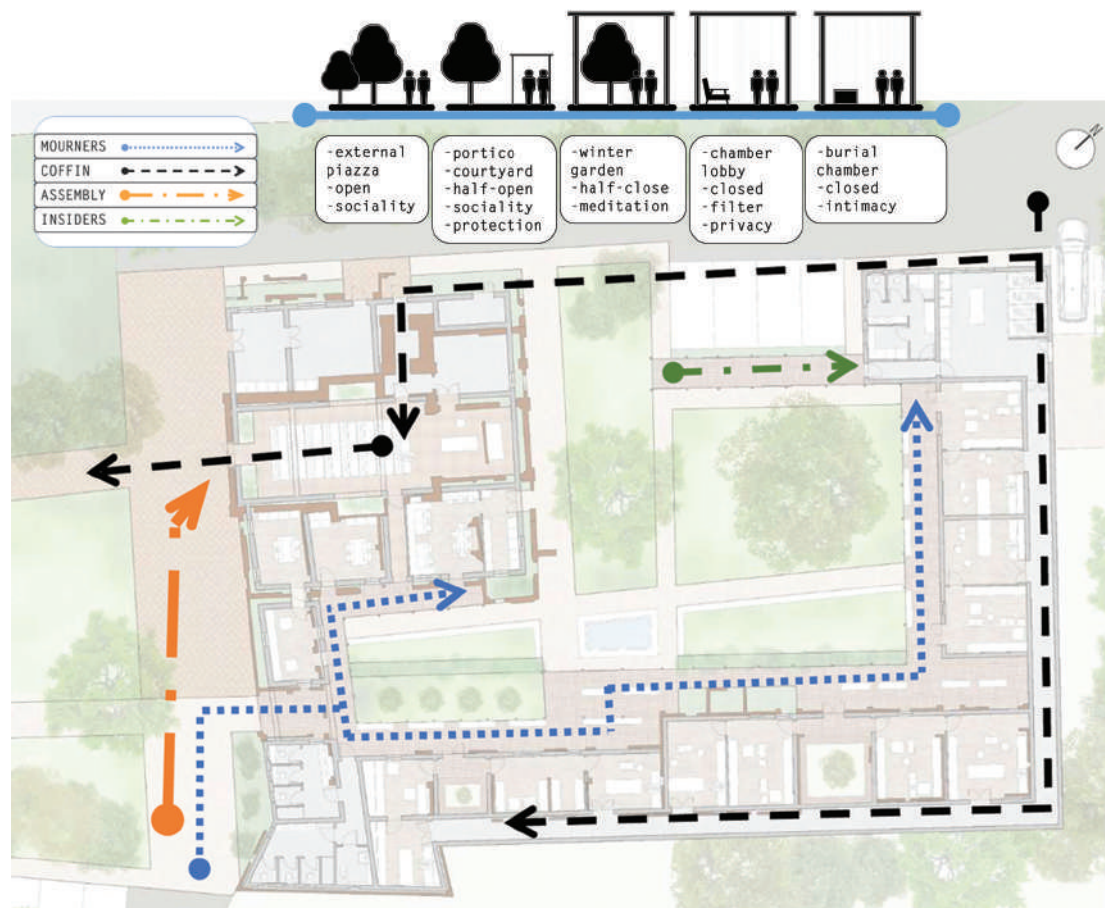 MOURNERS
COFFIN
ASSEMBLY
INSIDERS
-external
piazza
-open
-sociality
-portico
-courtyard
-half-open
-sociality
-protection
-winter
garden
-half-close
-meditation
-chamber
lobby
-closed
-filter
-privacy
-burial
chamber
-closed
-intimacy
N